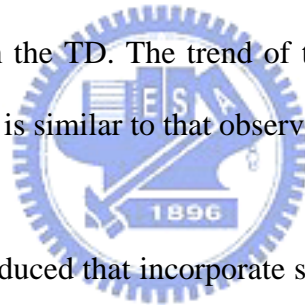 n the TD. The trend of t
is similar to that observ
E S
1896
duced that incorporate s